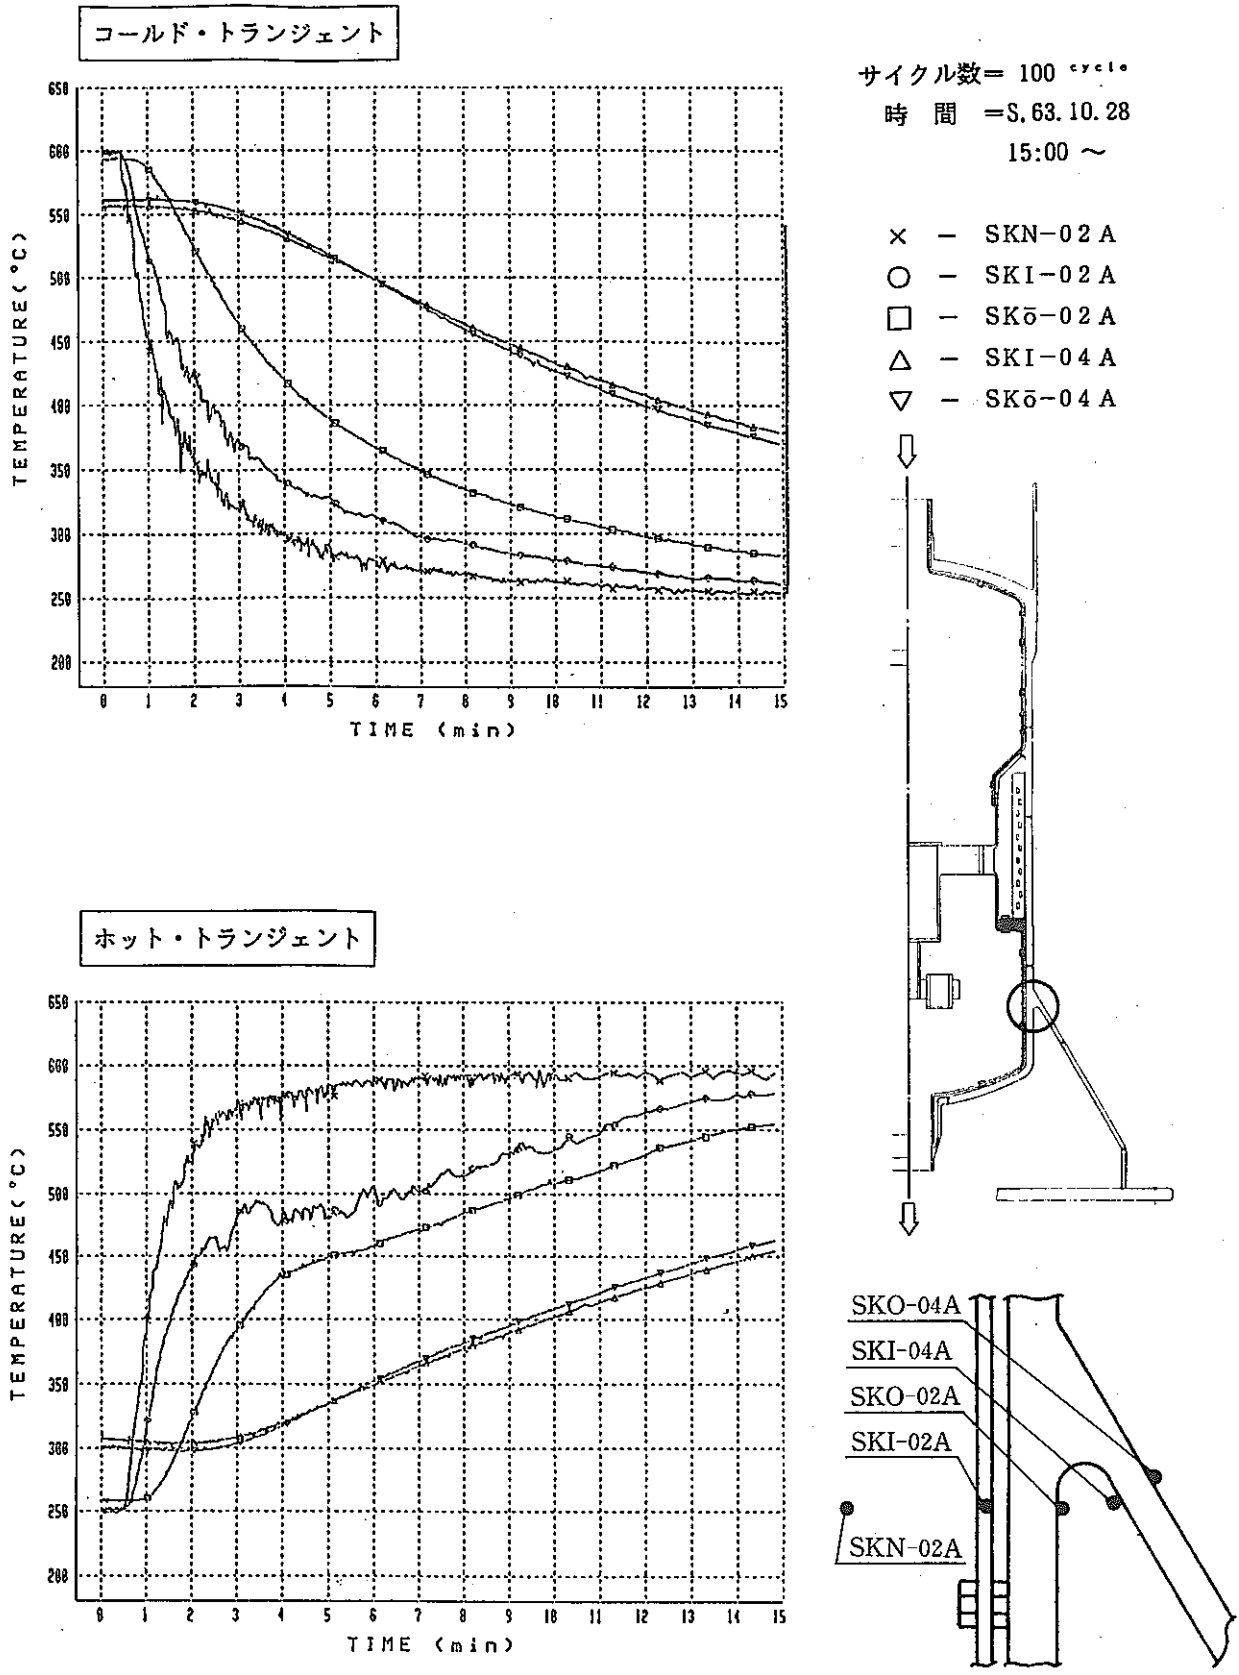 コールド・トランジェント
650
600
550
500
450
400
350
300
250
200
TEMPERATURE(°C)
0 1 2 3 4 5 6 7 8 9 10 11 12 13 14 15
TIME (min)
サイクル数= 100 cycle
時 間 =S.63.10.28
15:00 ～
× − SKN-02A
○ − SKI-02A
□ − SKō-02A
△ − SKI-04A
▽ − SKō-04A
ホット・トランジェント
650
600
550
500
450
400
350
300
250
200
TEMPERATURE(°C)
0 1 2 3 4 5 6 7 8 9 10 11 12 13 14 15
TIME (min)
SKO-04A
SKI-04A
SKO-02A
SKI-02A
SKN-02A